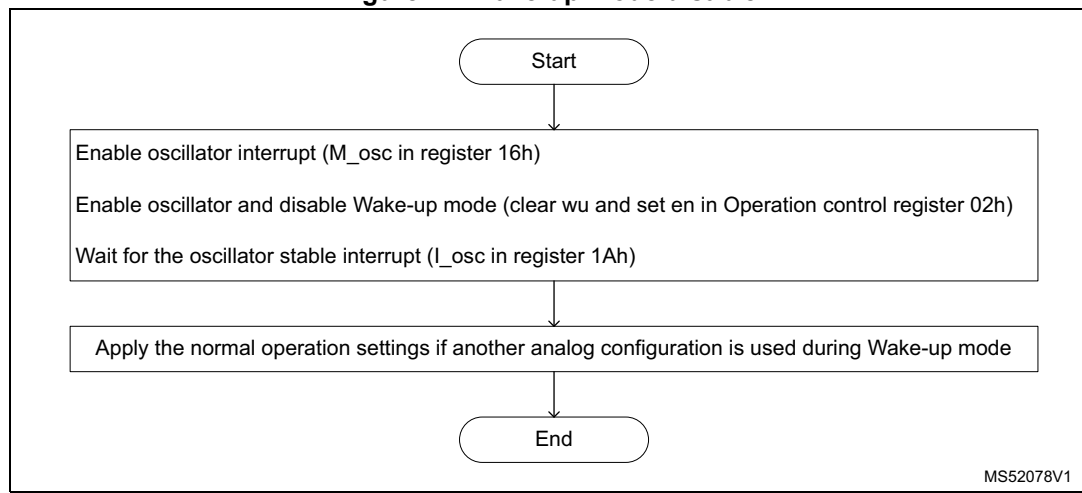 Start
Enable oscillator interrupt (M_osc in register 16h)
Enable oscillator and disable Wake-up mode (clear wu and set en in Operation control register 02h)
Wait for the oscillator stable interrupt (I_osc in register 1Ah)
Apply the normal operation settings if another analog configuration is used during Wake-up mode
End
MS52078V1